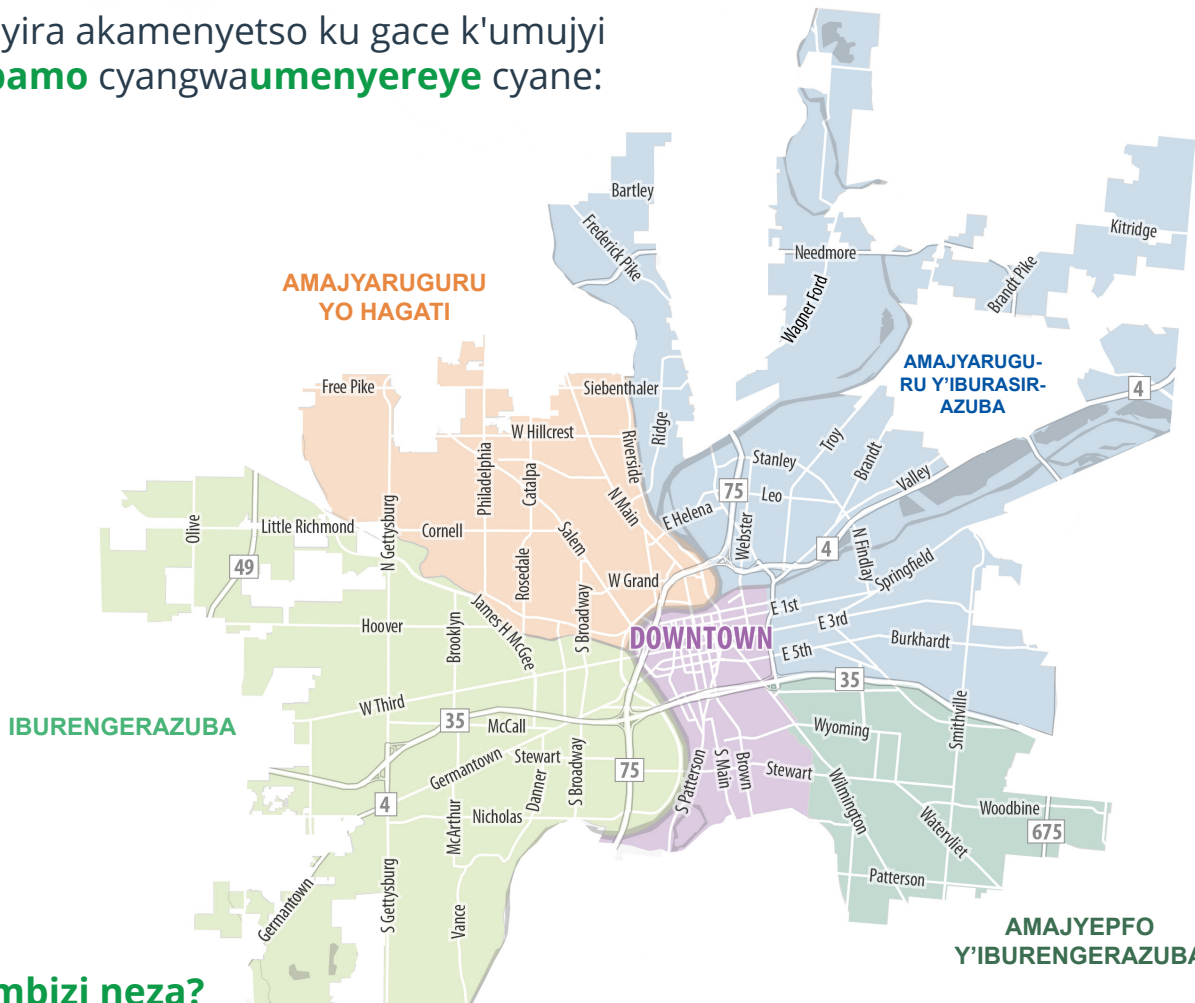 yira akamenyetso ku gace k'umujyi
bamo cyangwaumenyereye cyane:
Bartley
Frederick Pike
Needmore
Kitridge
Brandt Pike
Wagner Ford
AMAJYARUGURU
YO HAGATI
AMAJYARUGU-
RU Y'IBURASIR-
AZUBA
4
Free Pike
Siebenthaler
Ridge
W Hillcrest
Riverside
Philadelphia
Catalpa
N Main
Stanley
Troy
Brandt
Valley
75
Leo
E Helena
Webster
4
N Findlay
Springfield
Olive
Little Richmond
49
N Gettysburg
Cornell
Salem
Rosedale
W Grand
Hoover
Brooklyn
James H McGee
S Broadway
DOWNTOWN
E 1st
E 3rd
E 5th
Burkhardt
35
W Third
IBURENGERAZUBA
35
McCall
Germantown
Stewart
Danner
S Broadway
75
S Patterson
S Main
Brown
Stewart
Wyoming
Smithville
Wilmington
Watervliet
Woodbine
675
Patterson
4
McArthur
Nicholas
Germantown
S Gettysburg
Vance
AMAJYEPFO
Y'IBURENGERAZUBA
mbizi neza?